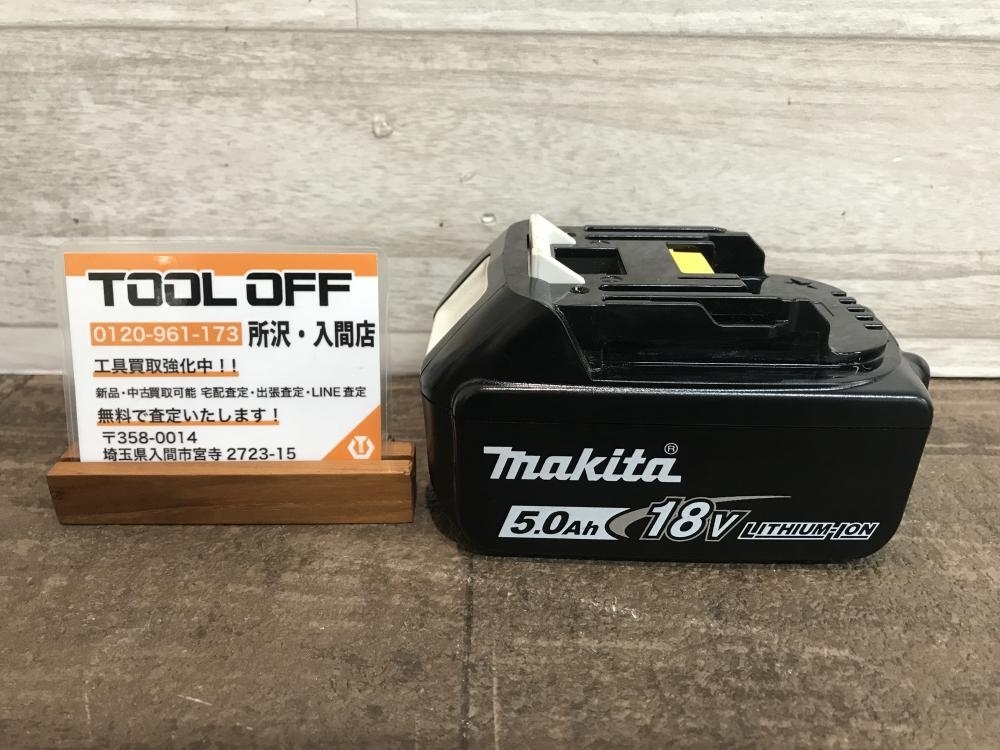 TOOL OFF
0120-961-173 所沢・入間店
工具買取強化中！！
新品・中古買取可能 宅配査定・出張査定・LINE査定
無料で査定いたします！
〒358-0014
埼玉県入間市宮寺 2723-15
makita®
5.0Ah 18V LITHIUM-ION